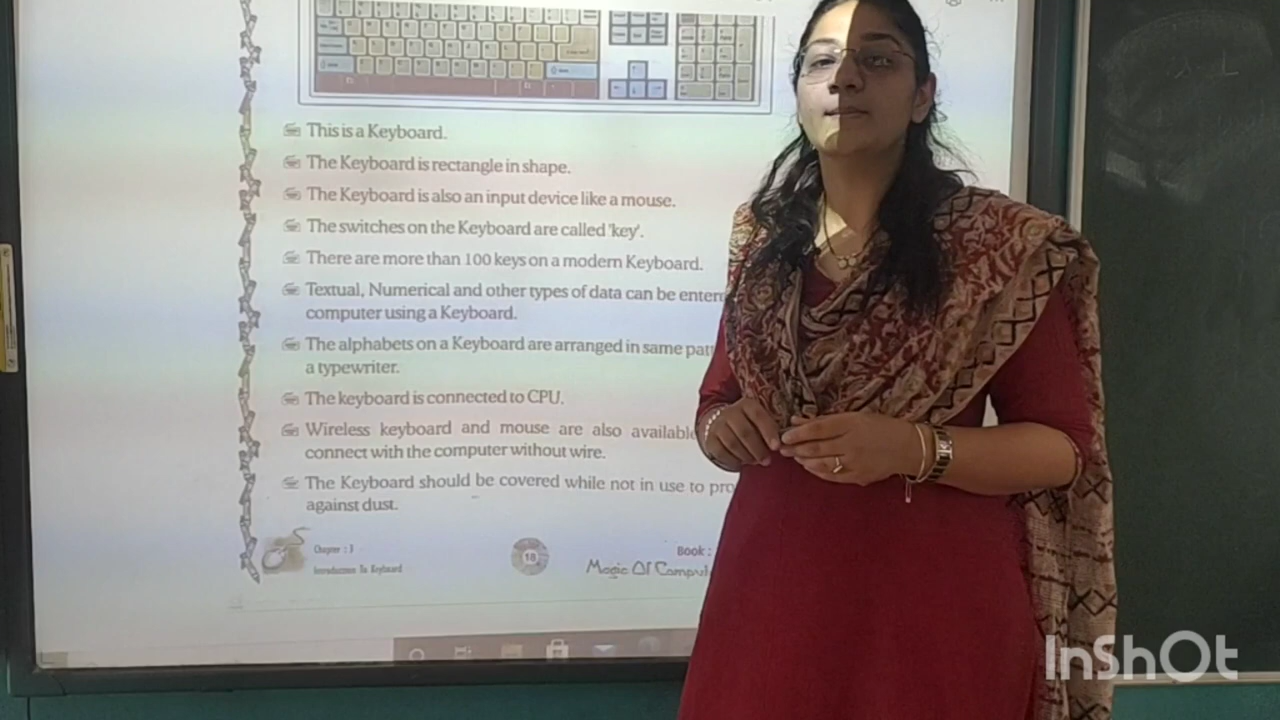 This is a Keyboard.
The Keyboard is rectangle in shape.
The Keyboard is also an input device like a mouse.
The switches on the Keyboard are called 'key'.
There are more than 100 keys on a modern Keyboard.
Textual, Numerical and other types of data can be enter
computer using a Keyboard.
The alphabets on a Keyboard are arranged in same pat
a typewriter.
The keyboard is connected to CPU.
Wireless keyboard and mouse are also available
connect with the computer without wire.
The Keyboard should be covered while not in use to pro
against dust.
Chapter : 3
Introduction To Keyboard
18
Book :
Magic Of Comput
InShOt